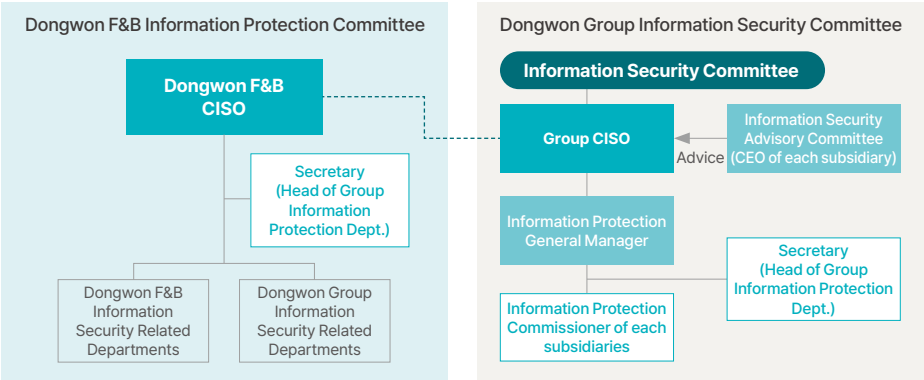 Dongwon F&B Information Protection Committee
Dongwon F&B
CISO
Secretary
(Head of Group
Information
Protection Dept.)
Dongwon F&B
Information
Security Related
Departments
Dongwon Group
Information
Security Related
Departments
Dongwon Group Information Security Committee
Information Security Committee
Group CISO
Advice
Information Security
Advisory Committee
(CEO of each subsidiary)
Information Protection
General Manager
Secretary
(Head of Group
Information Protection
Dept.)
Information Protection
Commissioner of each
subsidiaries